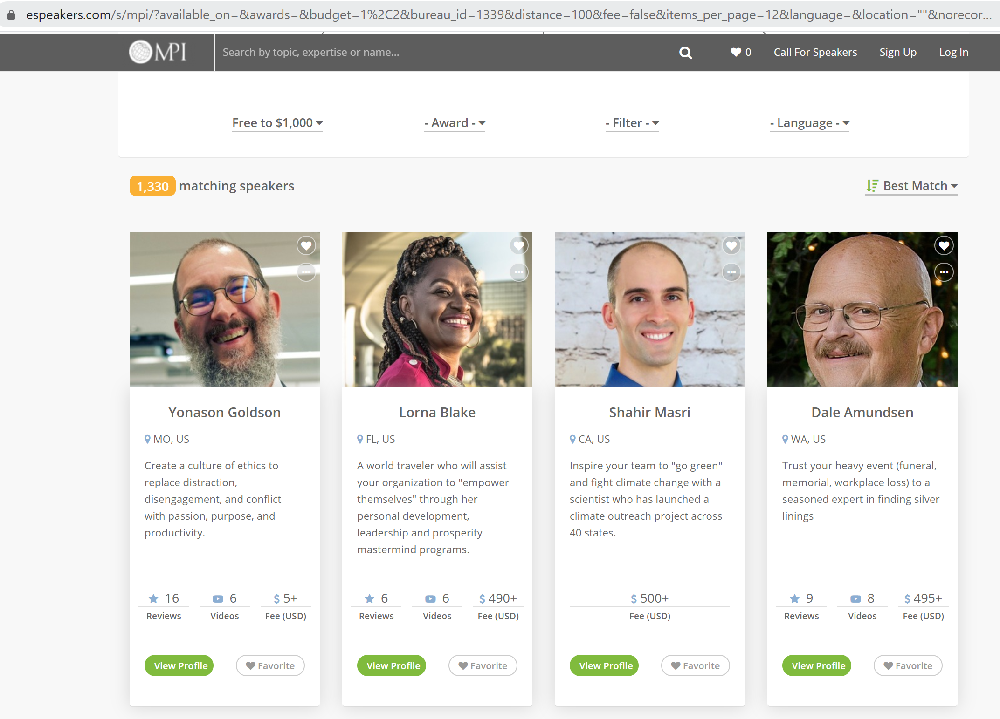 espeakers.com/s/mpi/?available_on=&awards=&budget=1%2C2&bureau_id=1339&distance=100&fee=false&items_per_page=12&language=&location=""&norecor...
MPI
Search by topic, expertise or name...
0
Call For Speakers
Sign Up
Log In
Free to $1,000
- Award -
- Filter -
- Language -
1,330 matching speakers
Best Match
Yonason Goldson
MO, US
Create a culture of ethics to
replace distraction,
disengagement, and conflict
with passion, purpose, and
productivity.
16
Reviews
6
Videos
$ 5+
Fee (USD)
View Profile
Favorite
Lorna Blake
FL, US
A world traveler who will assist
your organization to "empower
themselves" through her
personal development,
leadership and prosperity
mastermind programs.
6
Reviews
6
Videos
$ 490+
Fee (USD)
View Profile
Favorite
Shahir Masri
CA, US
Inspire your team to "go green"
and fight climate change with a
scientist who has launched a
climate outreach project across
40 states.
$ 500+
Fee (USD)
View Profile
Favorite
Dale Amundsen
WA, US
Trust your heavy event (funeral,
memorial, workplace loss) to a
seasoned expert in finding silver
linings
9
Reviews
8
Videos
$ 495+
Fee (USD)
View Profile
Favorite